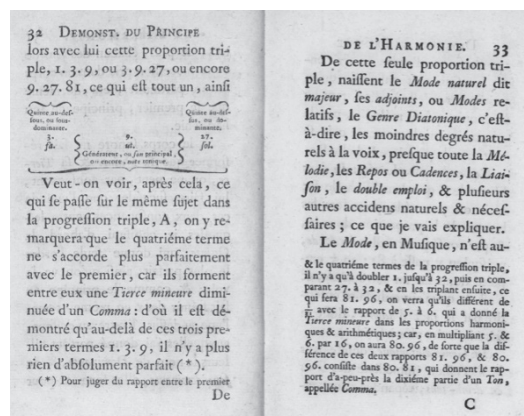 32 DEMONST. DU PRINCIPE
lors avec lui cette proportion tri-
ple, 1. 3. 9, ou 3. 9. 27, ou encore
9. 27. 81, ce qui est tout un, ainsi
Quinte au-des- Quinte au-des-
sous, ou sous- sus, ou do-
dominante. minante.
3. 9. 27.
fa. ut. sol.
Générateur, ou son principal,
ou encore, note tonique.
Veut-on voir, après cela, ce
qui se passe sur le même sujet dans
la progression triple, A, on y re-
marquera que le quatriéme terme
ne s'accorde plus parfaitement
avec le premier, car ils forment
entre eux une Tierce mineure dimi-
nuée d'un Comma : d'où il est dé-
montré qu'au-delà de ces trois pre-
miers termes 1. 3. 9, il n'y a plus
rien d'absolument parfait (*).
(*) Pour juger du rapport entre le premier
De
DE L'HARMONIE. 33
De cette seule proportion tri-
ple, naissent le Mode naturel dit
majeur, ses adjoints, ou Modes re-
latifs, le Genre Diatonique, c'est-
à-dire, les moindres degrés natu-
rels à la voix, presque toute la Mé-
lodie, les Repos ou Cadences, la Liai-
son, le double emploi, & plusieurs
autres accidens naturels & néces-
saires ; ce que je vais expliquer.
Le Mode, en Musique, n'est au-
& le quatriéme termes de la progression triple,
il n'y a qu'à doubler 1. jusqu'à 32, puis en com-
parant 27. à 32, & en les triplant ensuite, ce
qui sera 81. 96, on verra qu'ils différent de
avec le rapport de 5. à 6. qui a donné la
Tierce mineure dans les proportions harmoni-
ques & arithmétiques ; car, en multipliant 5. &
6. par 16, on aura 80. 96, de sorte que la dif-
férence de ces deux rapports 81. 96, & 80.
96. consiste dans 80. 81, qui donnent le rap-
port d'a-peu-près la dixiéme partie d'un Ton,
appellée Comma.
C